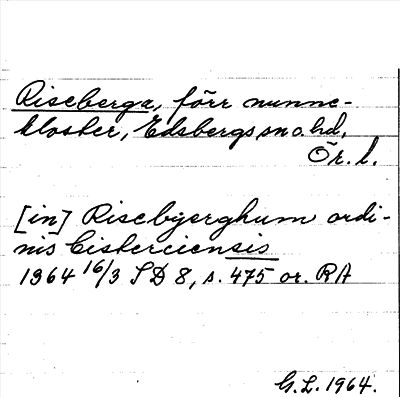 Riseberga, förr nunne-
kloster, Edsbergs sn o. hd,
Ör. l.
[in] Risebyerghum ordi-
nis Cisterciensis
1364 16/3 SD 8, s. 475 or. RA
G. L. 1964.